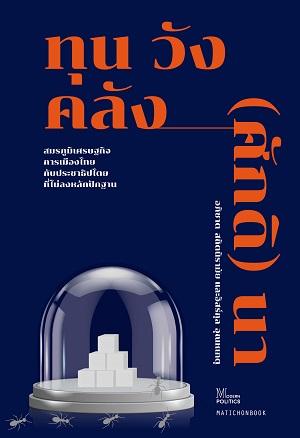 ทุน วัง
คลัง
(ศักดิ) นา
สมรภูมิเศรษฐกิจ
การเมืองไทย
กับประชาธิปไตย
ที่ไม่ลงหลักปักฐาน
อภิชาต สถิตนิรามัย และอิสร์กุล อุณหเกตุ
MODERN
POLITICS
MATICHONBOOK